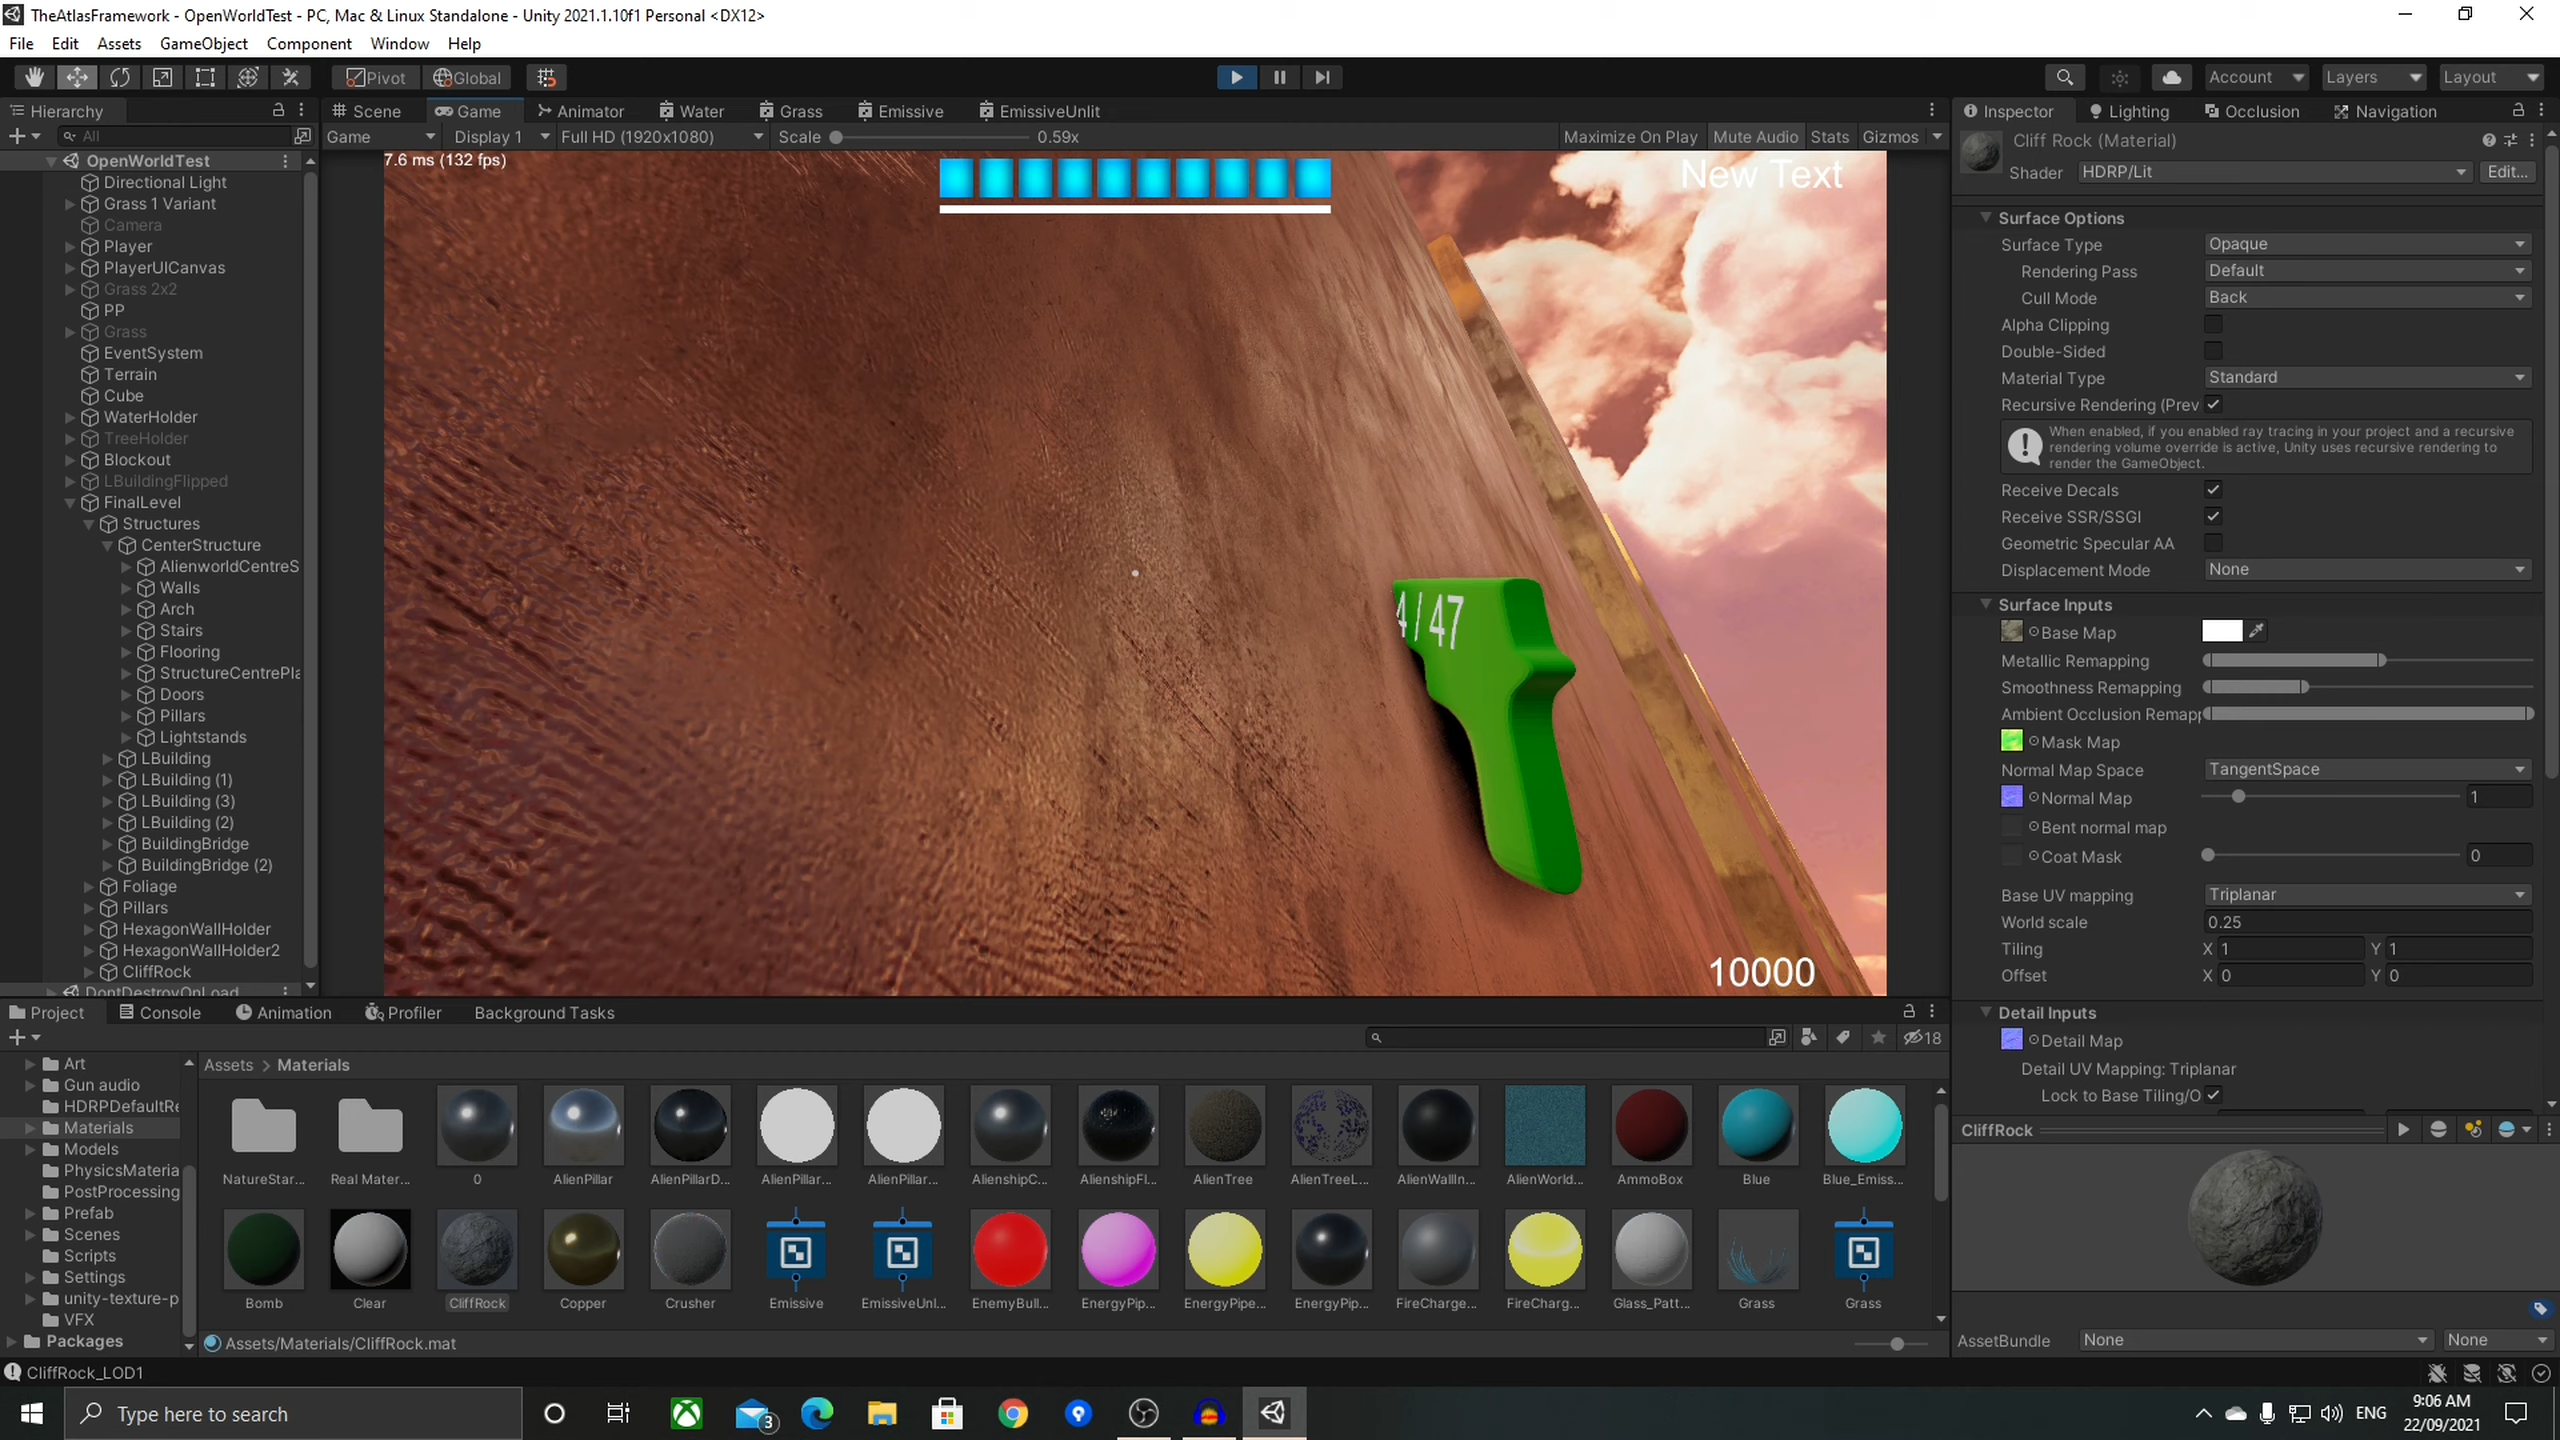 TheAtlasFramework - OpenWorldTest - PC, Mac & Linux Standalone - Unity 2021.1.10f1 Personal <DX12>
File Edit Assets GameObject Component Window Help
Pivot Global Account Layers Layout
Hierarchy
All
OpenWorldTest
Directional Light
Grass 1 Variant
Camera
Player
PlayerUICanvas
Grass 2x2
PP
Grass
EventSystem
Terrain
Cube
WaterHolder
TreeHolder
Blockout
LBuildingFlipped
FinalLevel
Structures
CenterStructure
AlienworldCentreS
Walls
Arch
Stairs
Flooring
StructureCentrePla
Doors
Pillars
Lightstands
LBuilding
LBuilding (1)
LBuilding (3)
LBuilding (2)
BuildingBridge
BuildingBridge (2)
Foliage
Pillars
HexagonWallHolder
HexagonWallHolder2
CliffRock
DontDestroyOnLoad
Scene Game Animator Water Grass Emissive EmissiveUnlit
Game Display 1 Full HD (1920x1080) Scale 0.59x Maximize On Play Mute Audio Stats Gizmos
7.6 ms (132 fps)
New Text
4 / 47
10000
Inspector Lighting Occlusion Navigation
Cliff Rock (Material)
Shader HDRP/Lit Edit...
Surface Options
Surface Type Opaque
Rendering Pass Default
Cull Mode Back
Alpha Clipping
Double-Sided
Material Type Standard
Recursive Rendering (Prev
When enabled, if you enabled ray tracing in your project and a recursive
rendering volume override is active, Unity uses recursive rendering to
render the GameObject.
Receive Decals
Receive SSR/SSGI
Geometric Specular AA
Displacement Mode None
Surface Inputs
Base Map
Metallic Remapping
Smoothness Remapping
Ambient Occlusion Remapp
Mask Map
Normal Map Space TangentSpace
Normal Map 1
Bent normal map
Coat Mask 0
Base UV mapping Triplanar
World scale 0.25
Tiling X 1 Y 1
Offset X 0 Y 0
Detail Inputs
Detail Map
Detail UV Mapping: Triplanar
Lock to Base Tiling/O
CliffRock
AssetBundle None None
Project Console Animation Profiler Background Tasks
18
Art
Gun audio
HDRPDefaultRe
Materials
Models
PhysicsMateria
PostProcessing
Prefab
Scenes
Scripts
Settings
unity-texture-p
VFX
Packages
Assets > Materials
NatureStar... Real Mater... 0 AlienPillar AlienPillarD... AlienPillar... AlienPillar... AlienshipC... AlienshipFl... AlienTree AlienTreeL... AlienWallIn... AlienWorld... AmmoBox Blue Blue_Emiss...
Bomb Clear CliffRock Copper Crusher Emissive EmissiveUnl... EnemyBull... EnergyPip... EnergyPipe... EnergyPip... FireCharge... FireCharg... Glass_Patt... Grass Grass
Assets/Materials/CliffRock.mat
CliffRock_LOD1
Type here to search
3
ENG
9:06 AM
22/09/2021